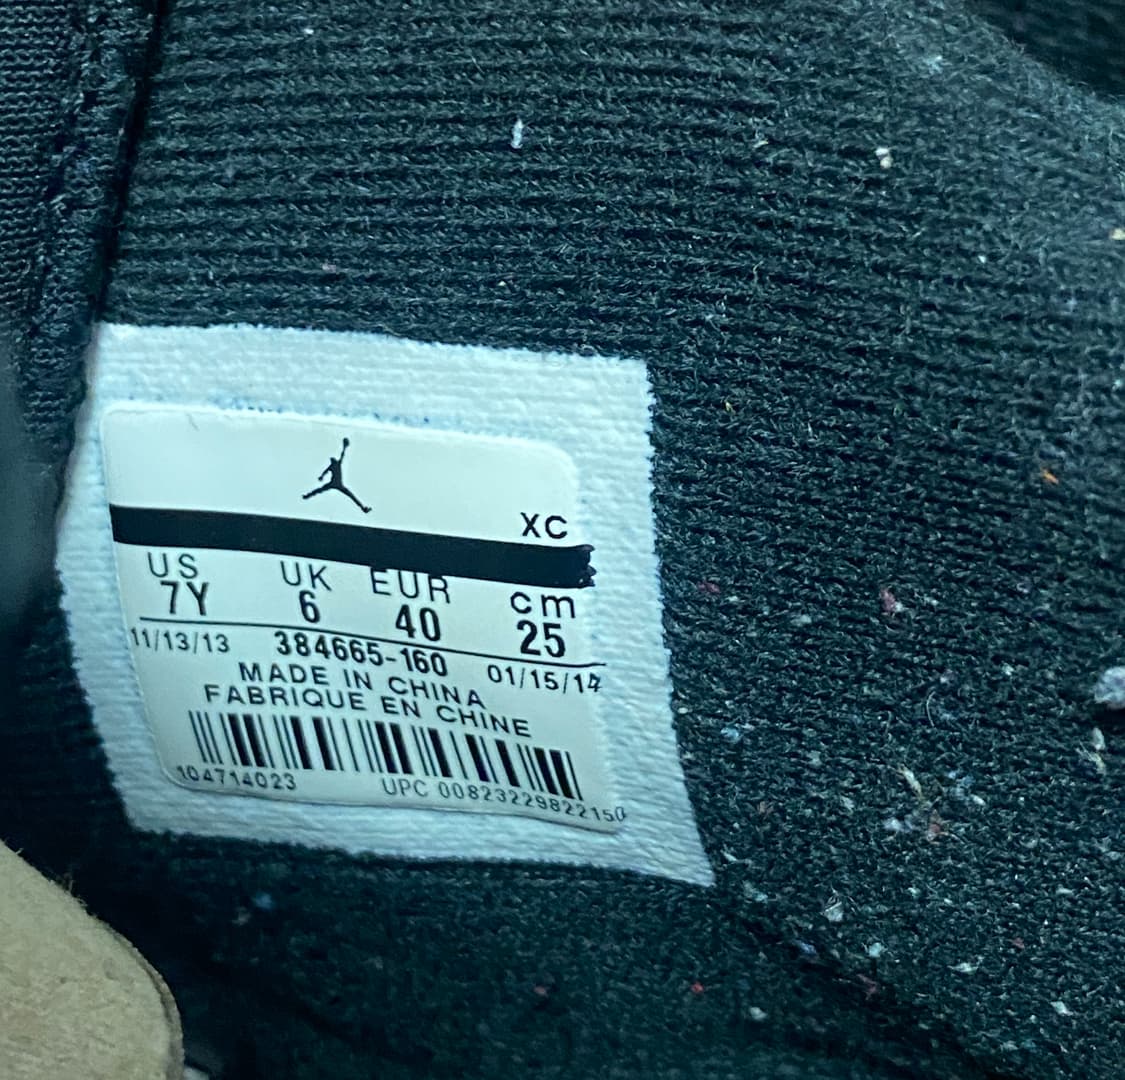 XC
US UK EUR cm
7Y 6 40 25
11/13/13 384665-160 01/15/14
MADE IN CHINA
FABRIQUE EN CHINE
104714023 UPC 00823229822150